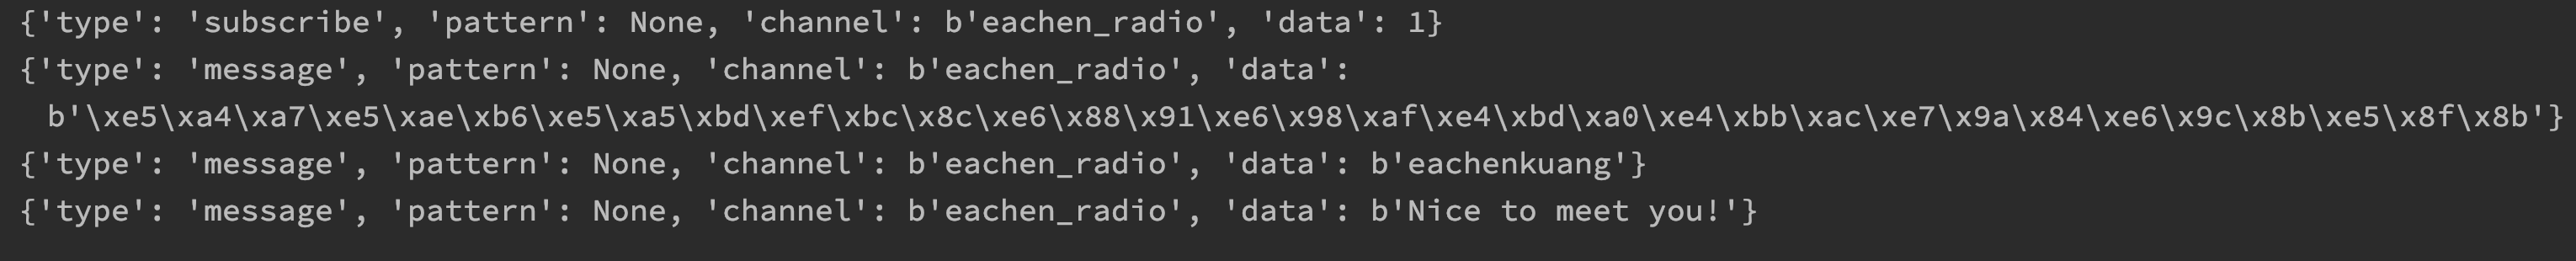 {'type': 'subscribe', 'pattern': None, 'channel': b'eachen_radio', 'data': 1}
{'type': 'message', 'pattern': None, 'channel': b'eachen_radio', 'data':
b'\xe5\xa4\xa7\xe5\xae\xb6\xe5\xa5\xbd\xef\xbc\x8c\xe6\x88\x91\xe6\x98\xaf\xe4\xbd\xa0\xe4\xbb\xac\xe7\x9a\x84\xe6\x9c\x8b\xe5\x8f\x8b'}
{'type': 'message', 'pattern': None, 'channel': b'eachen_radio', 'data': b'eachenkuang'}
{'type': 'message', 'pattern': None, 'channel': b'eachen_radio', 'data': b'Nice to meet you!'}